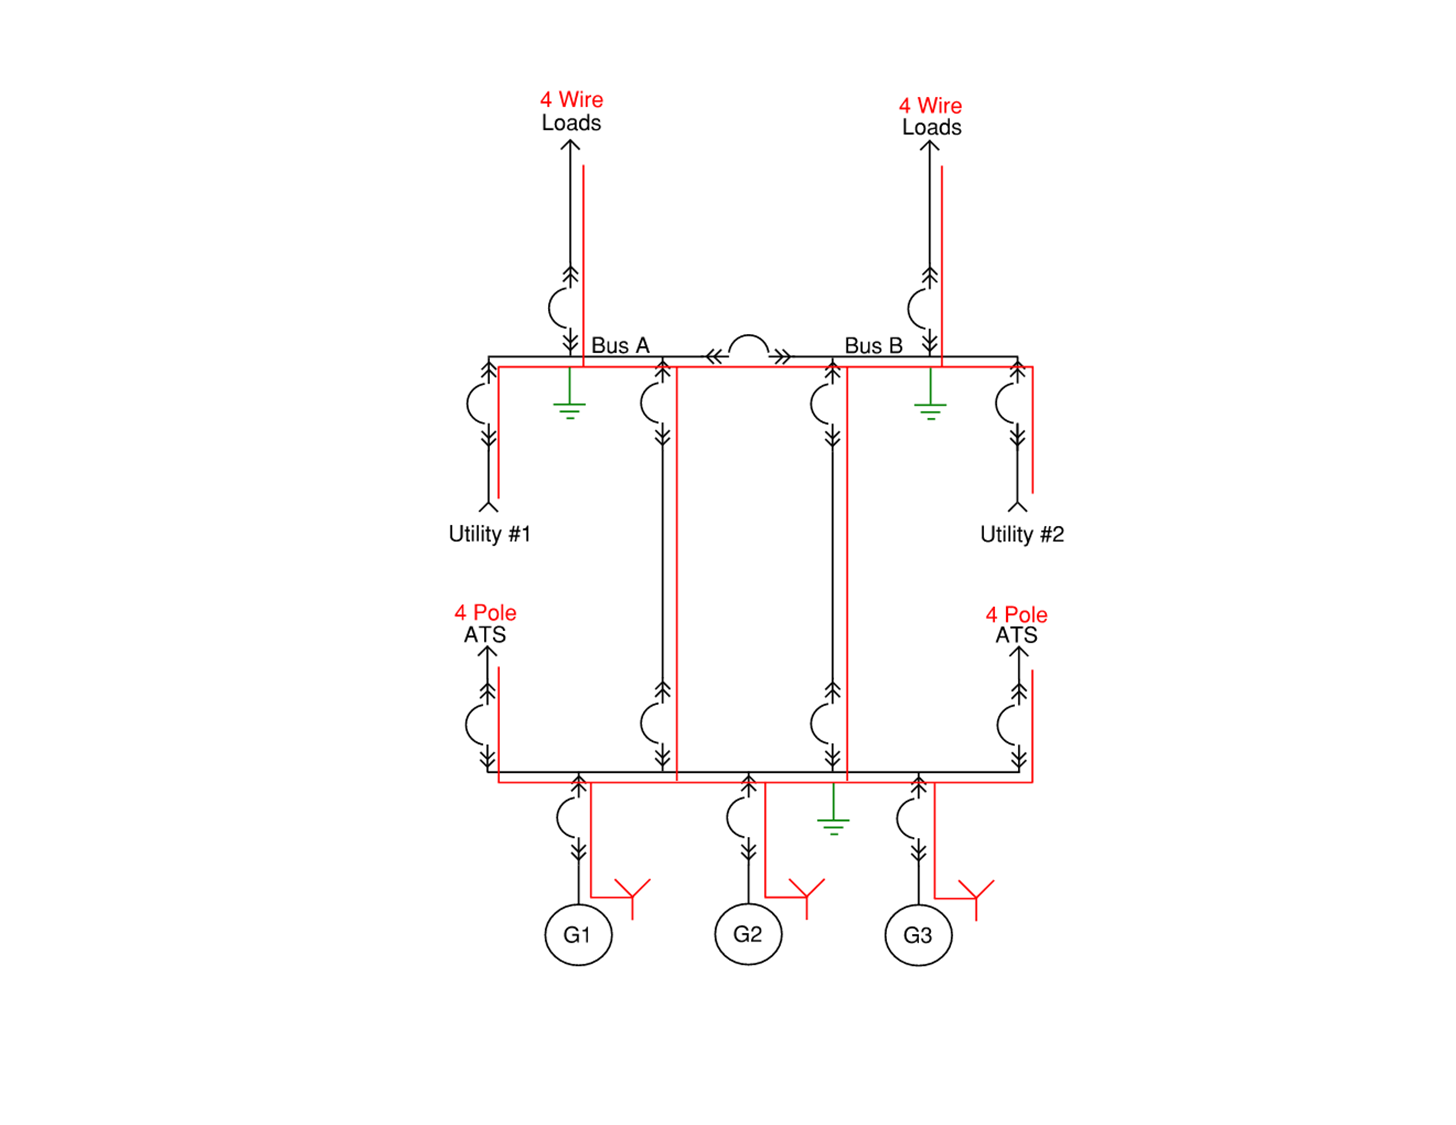 4 Wire
Loads
4 Wire
Loads
Bus A
Bus B
Utility #1
Utility #2
4 Pole
ATS
4 Pole
ATS
G1
G2
G3